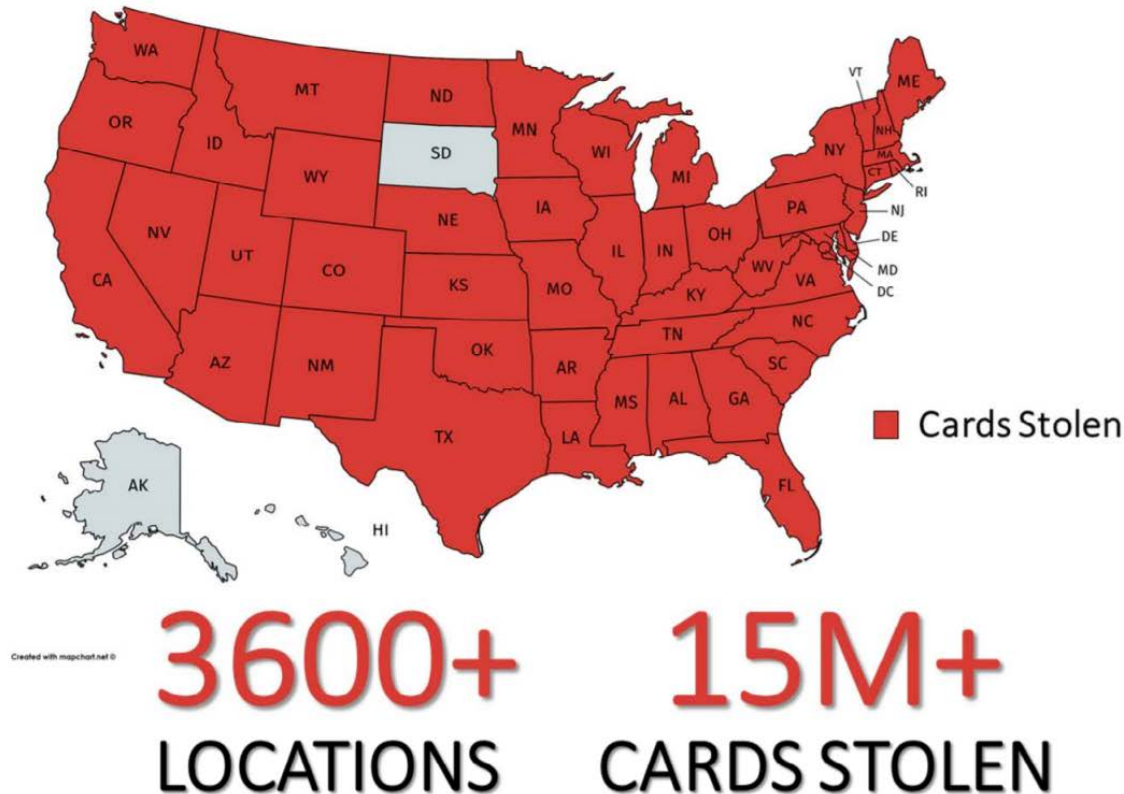 WA
MT
ND
MN
VT
ME
OR
ID
SD
WI
NY
NH
MA
WY
MI
CT
RI
IA
PA
NJ
NE
NV
OH
DE
UT
IL
IN
CA
CO
WV
MD
KS
MO
VA
DC
KY
NC
TN
OK
AZ
NM
AR
SC
MS
AL
GA
Cards Stolen
TX
LA
AK
FL
HI
3600+
15M+
Created with mapchart.net ©
LOCATIONS
CARDS STOLEN